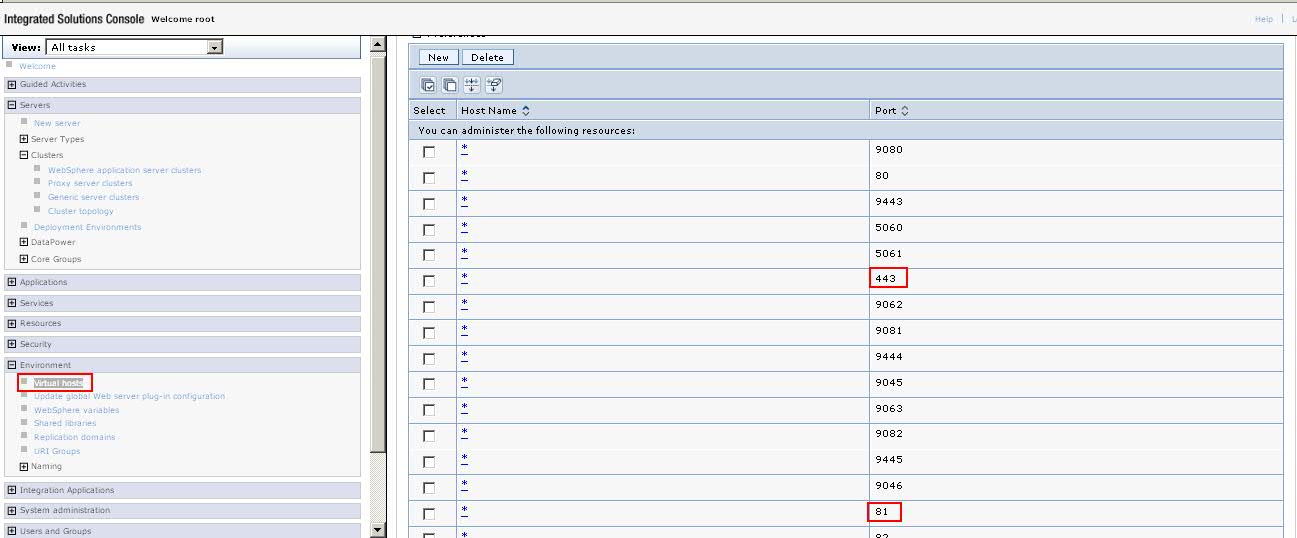 Integrated Solutions Console Welcome root
Help
View: All tasks
Welcome
Guided Activities
Servers
New server
Server Types
Clusters
WebSphere application server clusters
Proxy server clusters
Generic server clusters
Cluster topology
Deployment Environments
DataPower
Core Groups
Applications
Services
Resources
Security
Environment
Virtual hosts
Update global Web server plug-in configuration
WebSphere variables
Shared libraries
Replication domains
URI Groups
Naming
Integration Applications
System administration
Users and Groups
Preferences
New Delete
Select Host Name Port
You can administer the following resources:
* 9080
* 80
* 9443
* 5060
* 5061
* 443
* 9062
* 9081
* 9444
* 9045
* 9063
* 9082
* 9445
* 9046
* 81
* 82